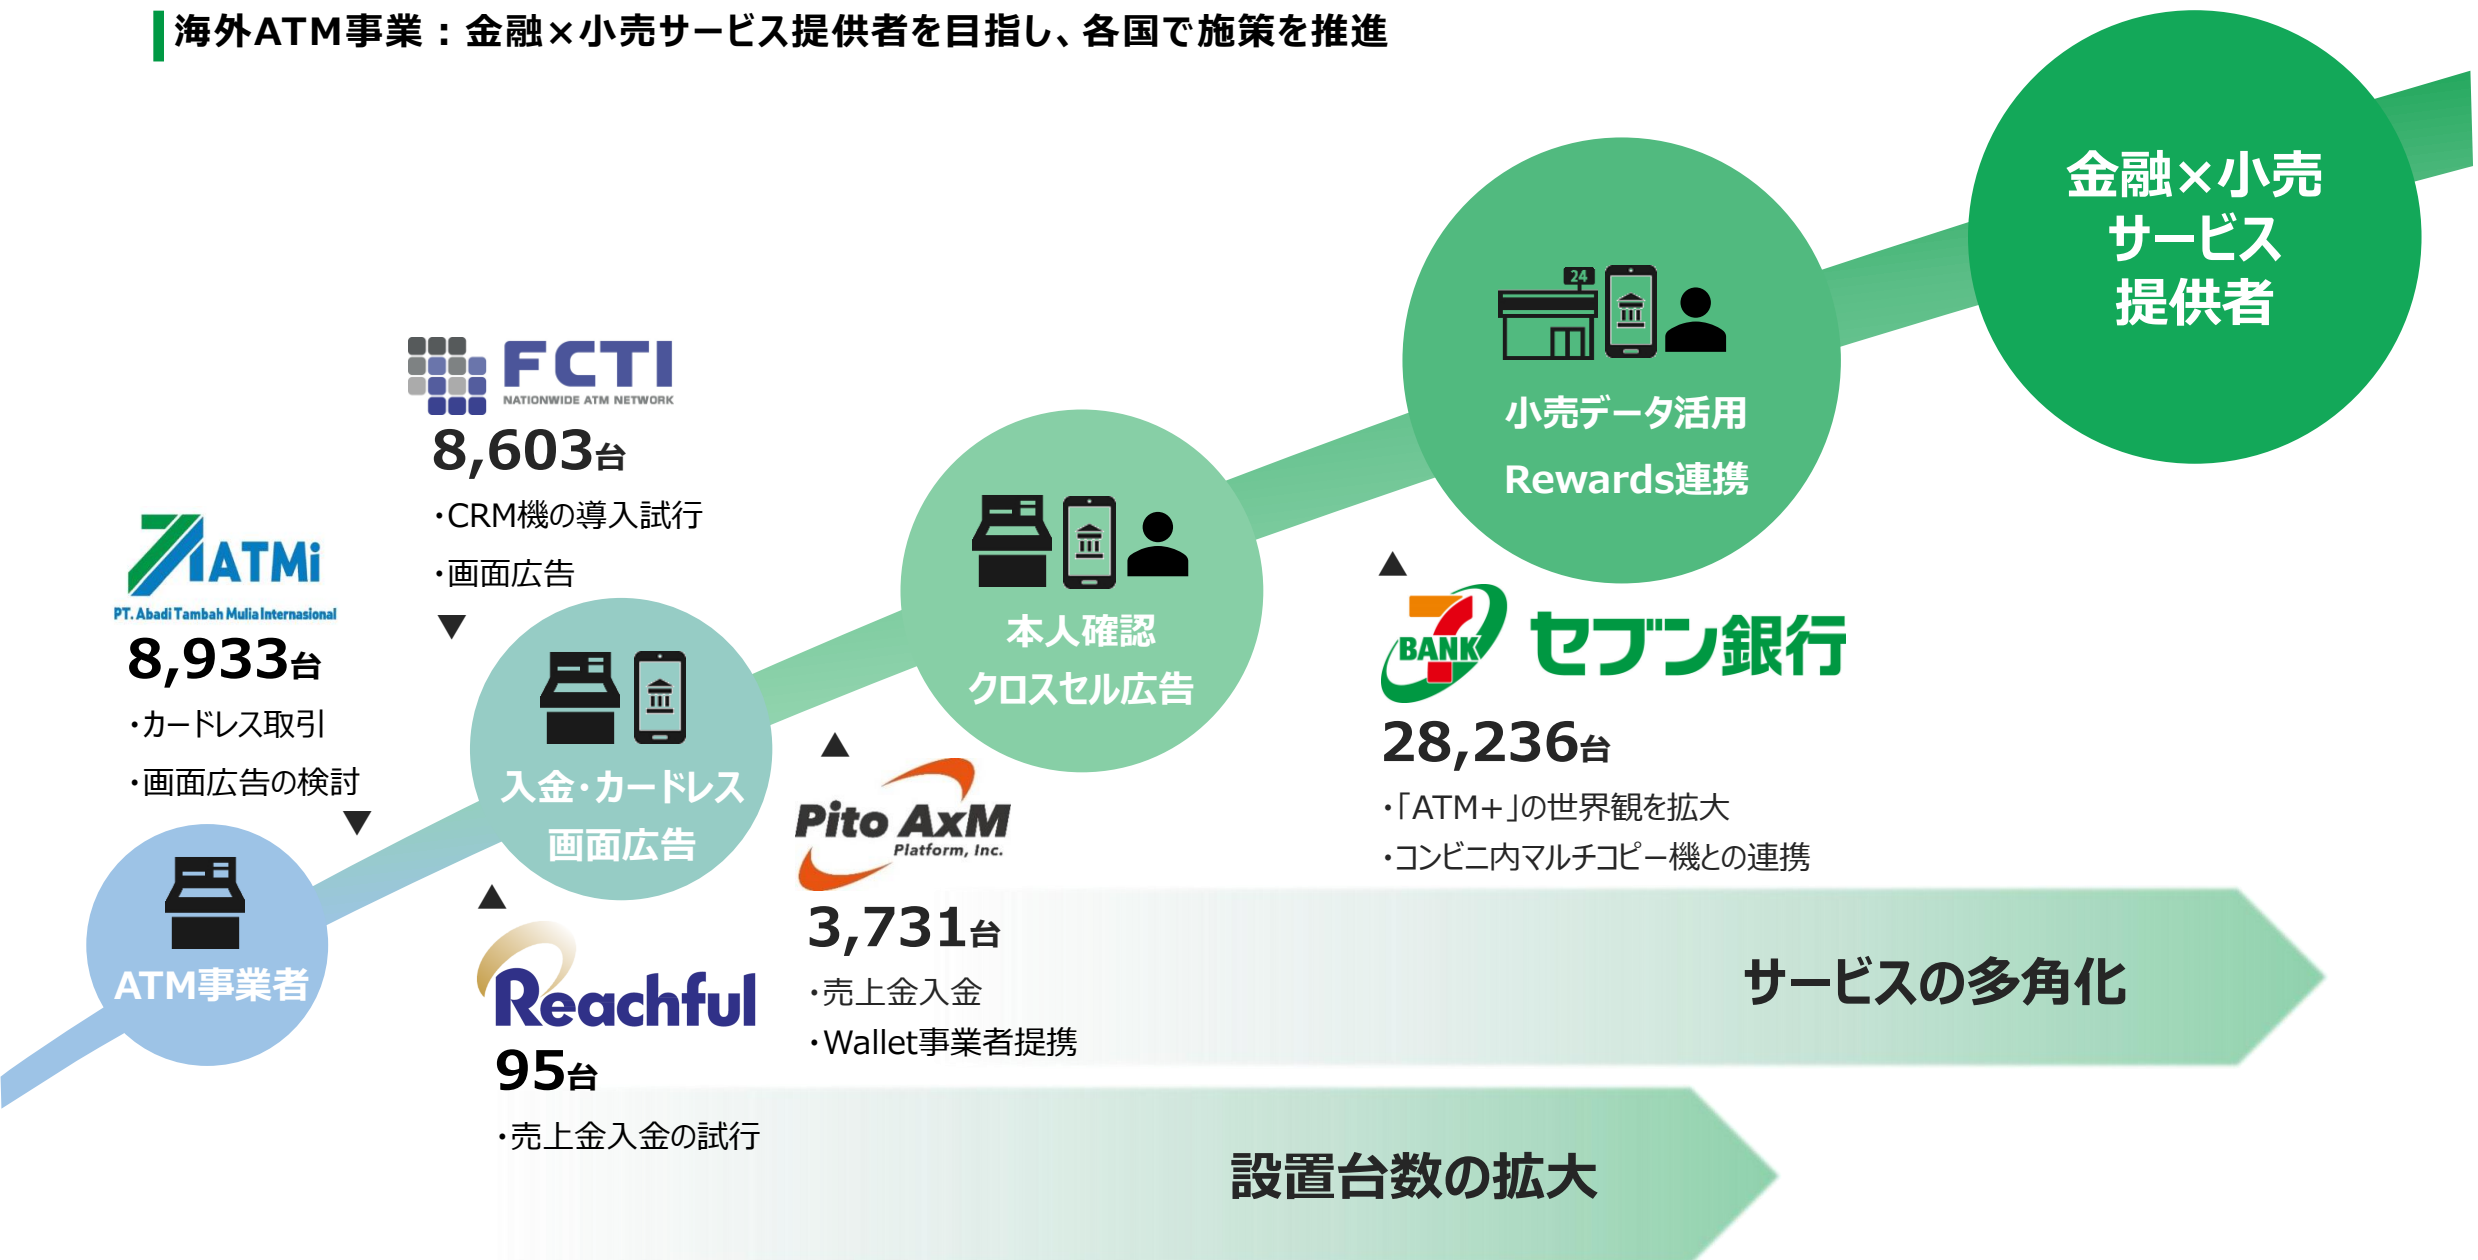 海外ATM事業：金融×小売サービス提供者を目指し、各国で施策を推進
金融×小売
サービス
提供者
24
小売データ活用
Rewards連携
FCTI
NATIONWIDE ATM NETWORK
8,603台
・CRM機の導入試行
・画面広告
ATMi
PT. Abadi Tambah Mulia Internasional
8,933台
・カードレス取引
・画面広告の検討
ATM事業者
入金・カードレス
画面広告
本人確認
クロスセル広告
7
BANK
セブン銀行
28,236台
・「ATM+」の世界観を拡大
・コンビニ内マルチコピー機との連携
Pito AxM
Platform, Inc.
3,731台
・売上金入金
・Wallet事業者提携
Reachful
95台
・売上金入金の試行
サービスの多角化
設置台数の拡大